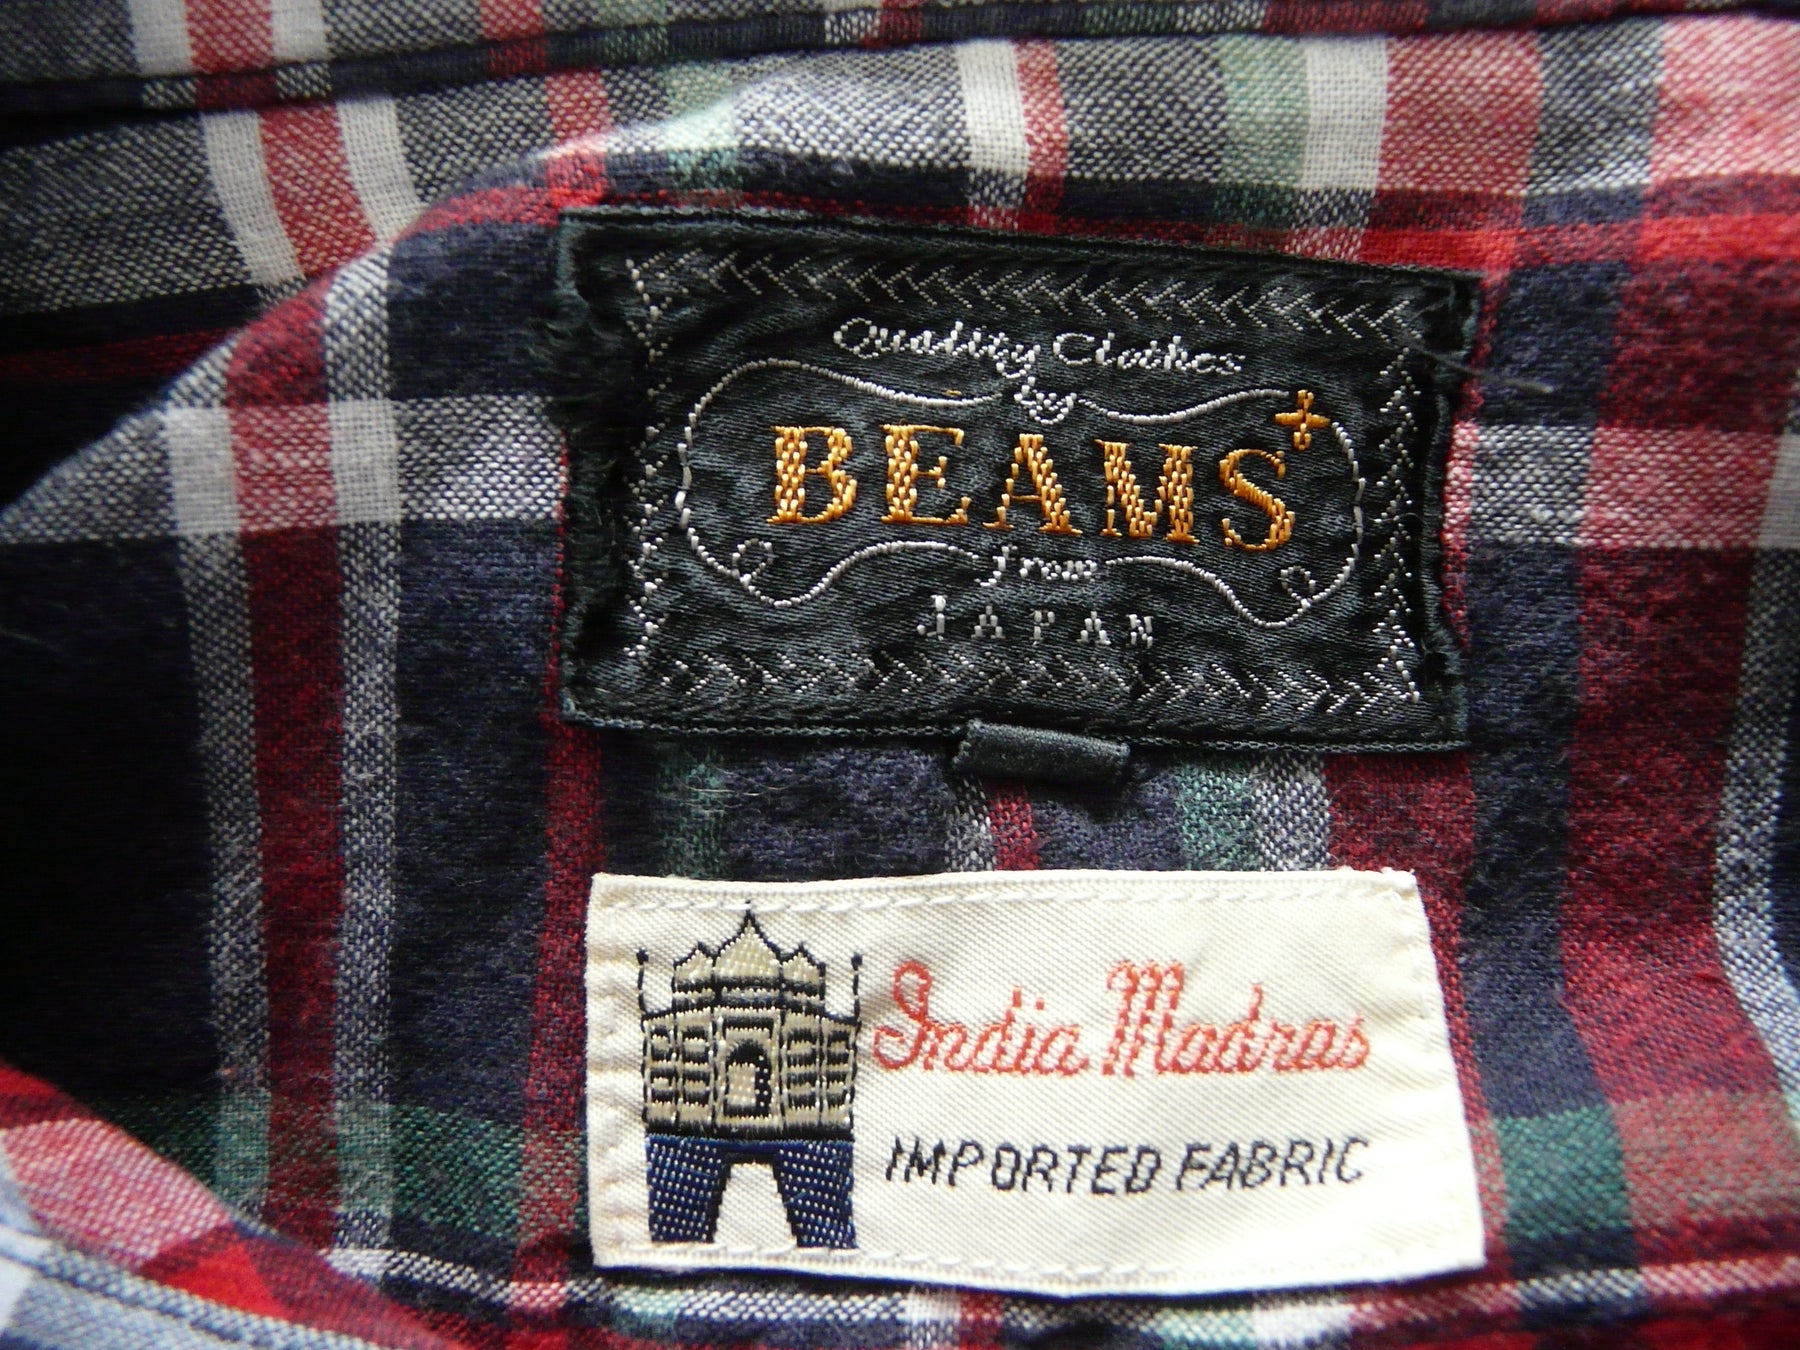 Quality Clothes
by
BEAMS+
from
JAPAN
India Madras
IMPORTED FABRIC